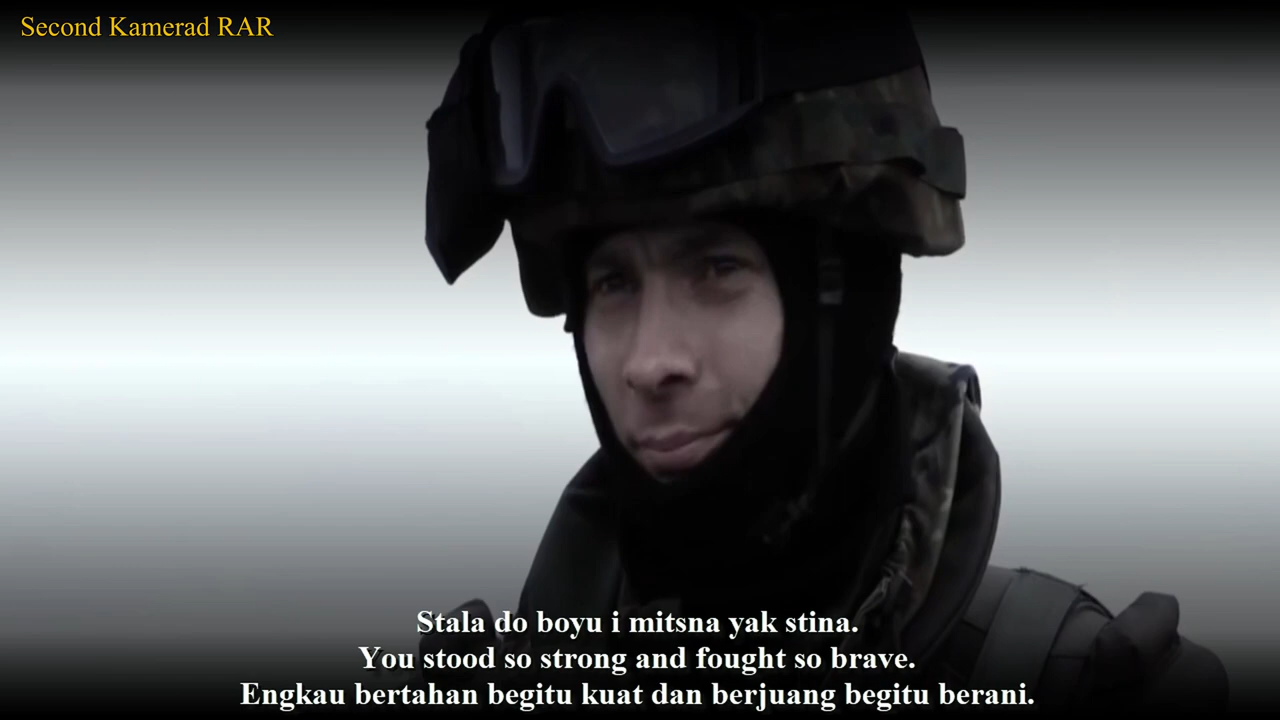 Second Kamerad RAR
Stala do boyu i mitsna yak stina.
You stood so strong and fought so brave.
Engkau bertahan begitu kuat dan berjuang begitu berani.